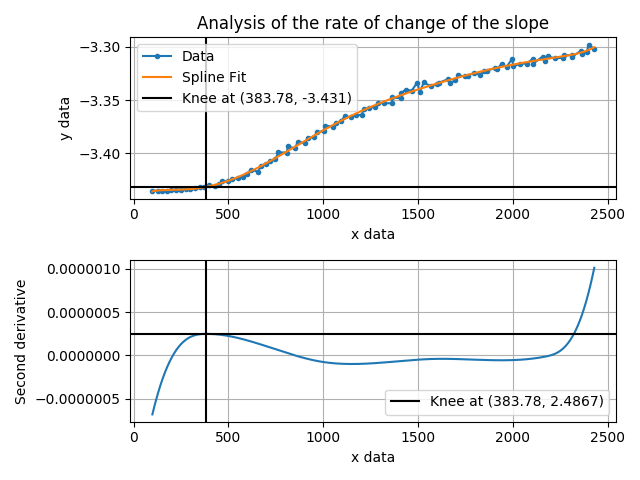 Analysis of the rate of change of the slope
y data
−3.30
−3.35
−3.40
Data
Spline Fit
Knee at (383.78, -3.431)
0 500 1000 1500 2000 2500
x data
Second derivative
0.0000010
0.0000005
0.0000000
−0.0000005
Knee at (383.78, 2.4867)
0 500 1000 1500 2000 2500
x data